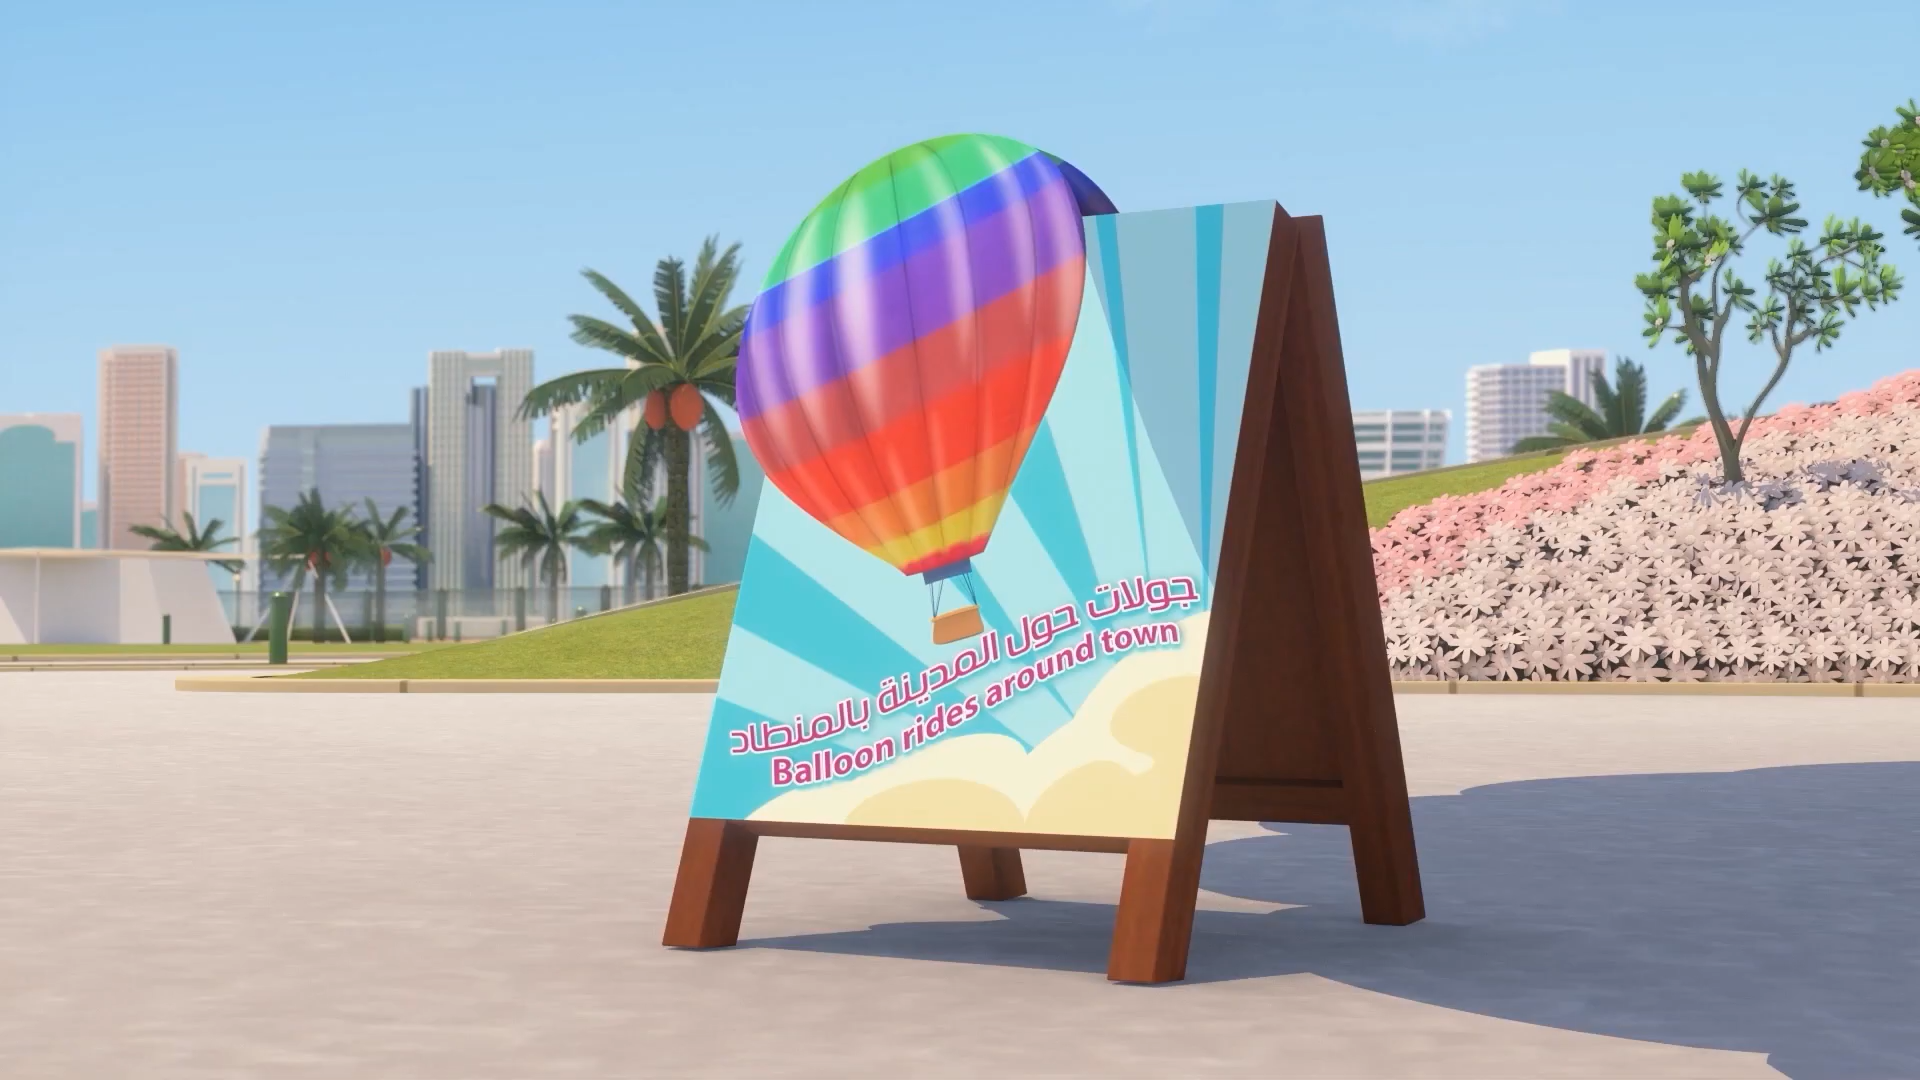 جولات حول المدينة بالمنطاد
Balloon rides around town